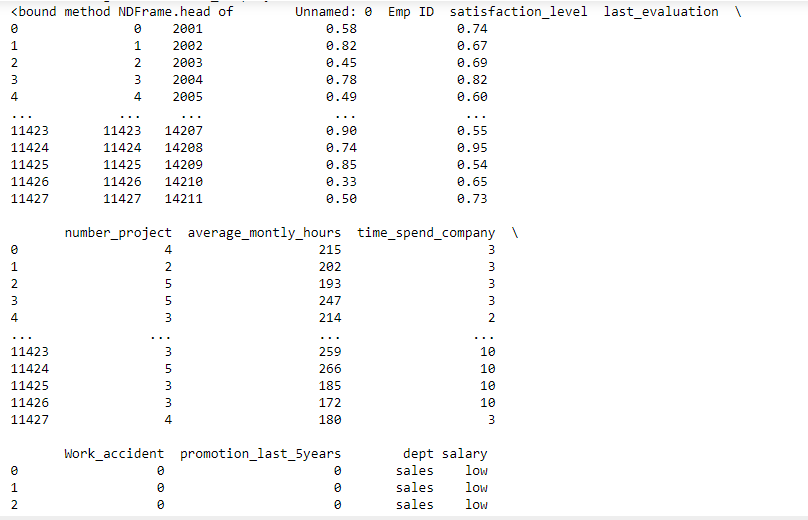 <bound method NDFrame.head of        Unnamed: 0  Emp ID  satisfaction_level  last_evaluation  \
0               0    2001                0.58             0.74
1               1    2002                0.82             0.67
2               2    2003                0.45             0.69
3               3    2004                0.78             0.82
4               4    2005                0.49             0.60
...           ...     ...                 ...              ...
11423       11423   14207                0.90             0.55
11424       11424   14208                0.74             0.95
11425       11425   14209                0.85             0.54
11426       11426   14210                0.33             0.65
11427       11427   14211                0.50             0.73
number_project  average_montly_hours  time_spend_company  \
0                   4                   215                   3
1                   2                   202                   3
2                   5                   193                   3
3                   5                   247                   3
4                   3                   214                   2
...               ...                   ...                 ...
11423               3                   259                  10
11424               5                   266                  10
11425               3                   185                  10
11426               3                   172                  10
11427               4                   180                   3
Work_accident  promotion_last_5years        dept salary
0                  0                      0       sales    low
1                  0                      0       sales    low
2                  0                      0       sales    low